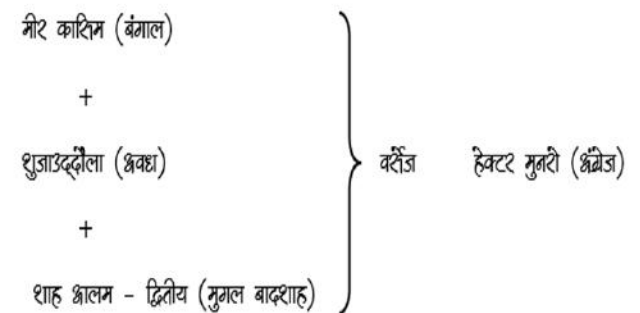 मीर कासिम (बंगाल)
+
शुजाउद्दौला (अवध) वर्सेज हेक्टर मुनरो (अंग्रेज)
+
शाह आलम - द्वितीय (मुगल बादशाह)